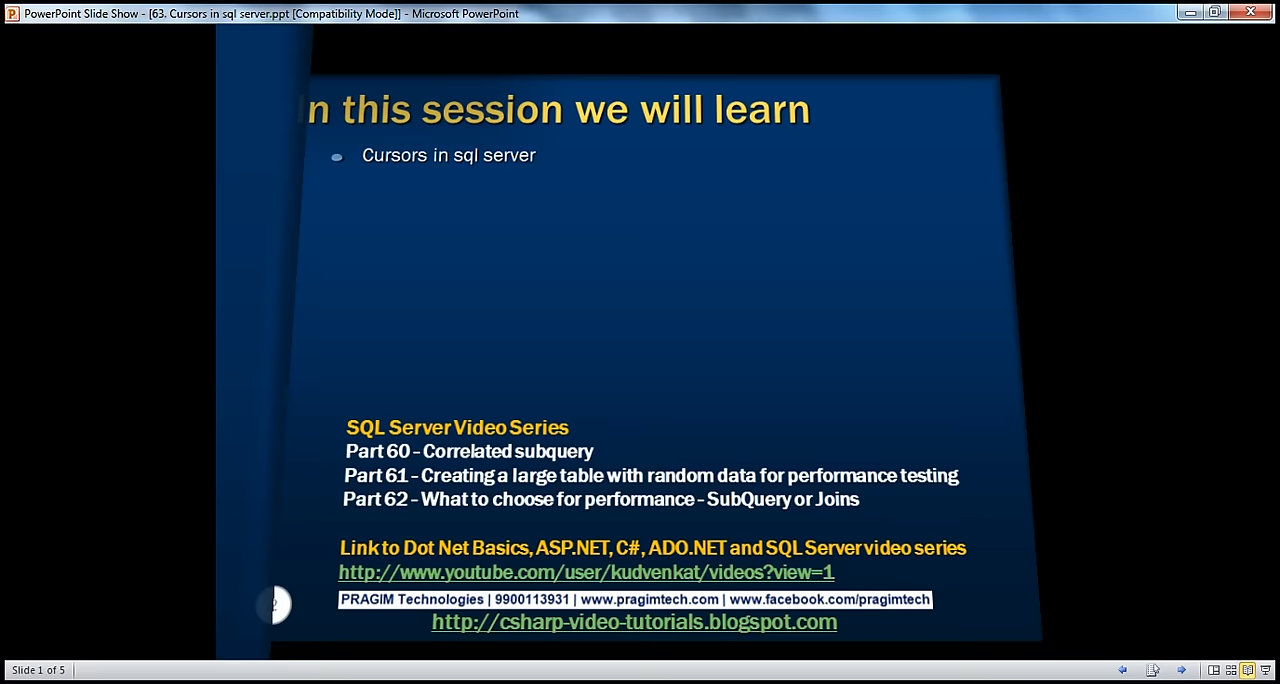 PowerPoint Slide Show - [63. Cursors in sql server.ppt [Compatibility Mode]] - Microsoft PowerPoint
In this session we will learn
Cursors in sql server
SQL Server Video Series
Part 60 - Correlated subquery
Part 61 - Creating a large table with random data for performance testing
Part 62 - What to choose for performance - SubQuery or Joins
Link to Dot Net Basics, ASP.NET, C#, ADO.NET and SQL Server video series
http://www.youtube.com/user/kudvenkat/videos?view=1
PRAGIM Technologies | 9900113931 | www.pragimtech.com | www.facebook.com/pragimtech
http://csharp-video-tutorials.blogspot.com
2
Slide 1 of 5